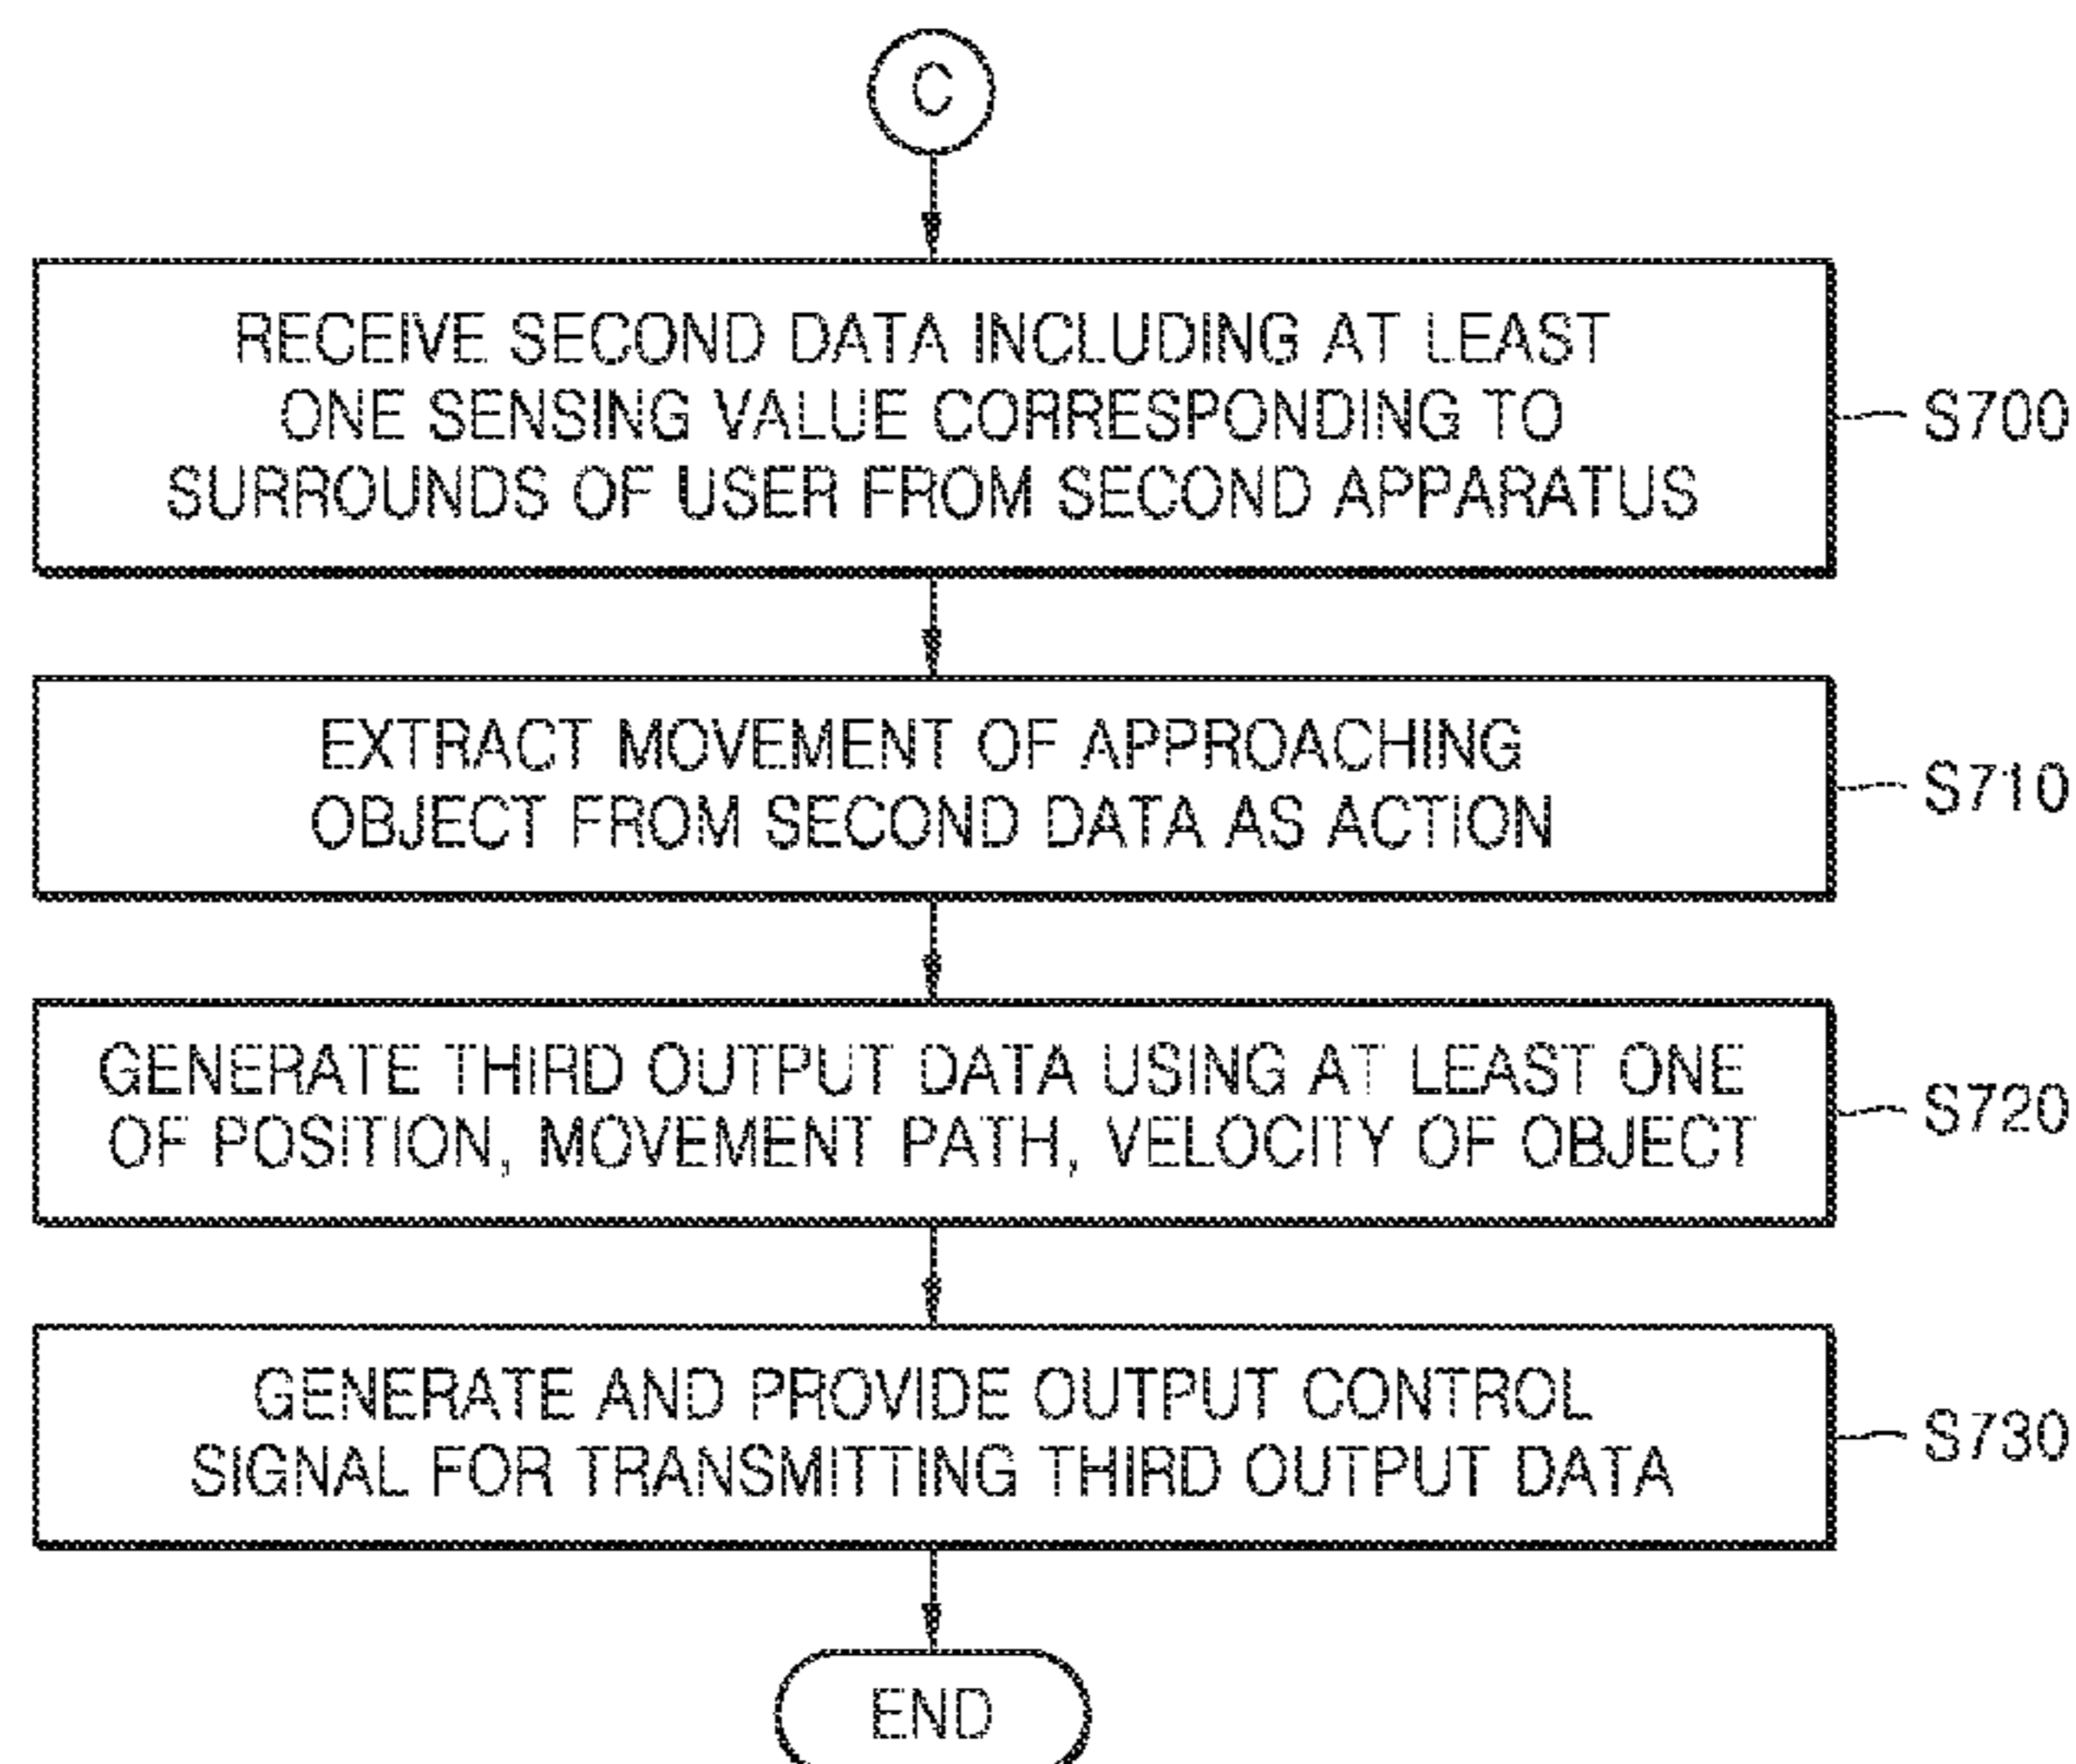 C
RECEIVE SECOND DATA INCLUDING AT LEAST
ONE SENSING VALUE CORRESPONDING TO
SURROUNDS OF USER FROM SECOND APPARATUS
S700
EXTRACT MOVEMENT OF APPROACHING
OBJECT FROM SECOND DATA AS ACTION
S710
GENERATE THIRD OUTPUT DATA USING AT LEAST ONE
OF POSITION, MOVEMENT PATH, VELOCITY OF OBJECT
S720
GENERATE AND PROVIDE OUTPUT CONTROL
SIGNAL FOR TRANSMITTING THIRD OUTPUT DATA
S730
END